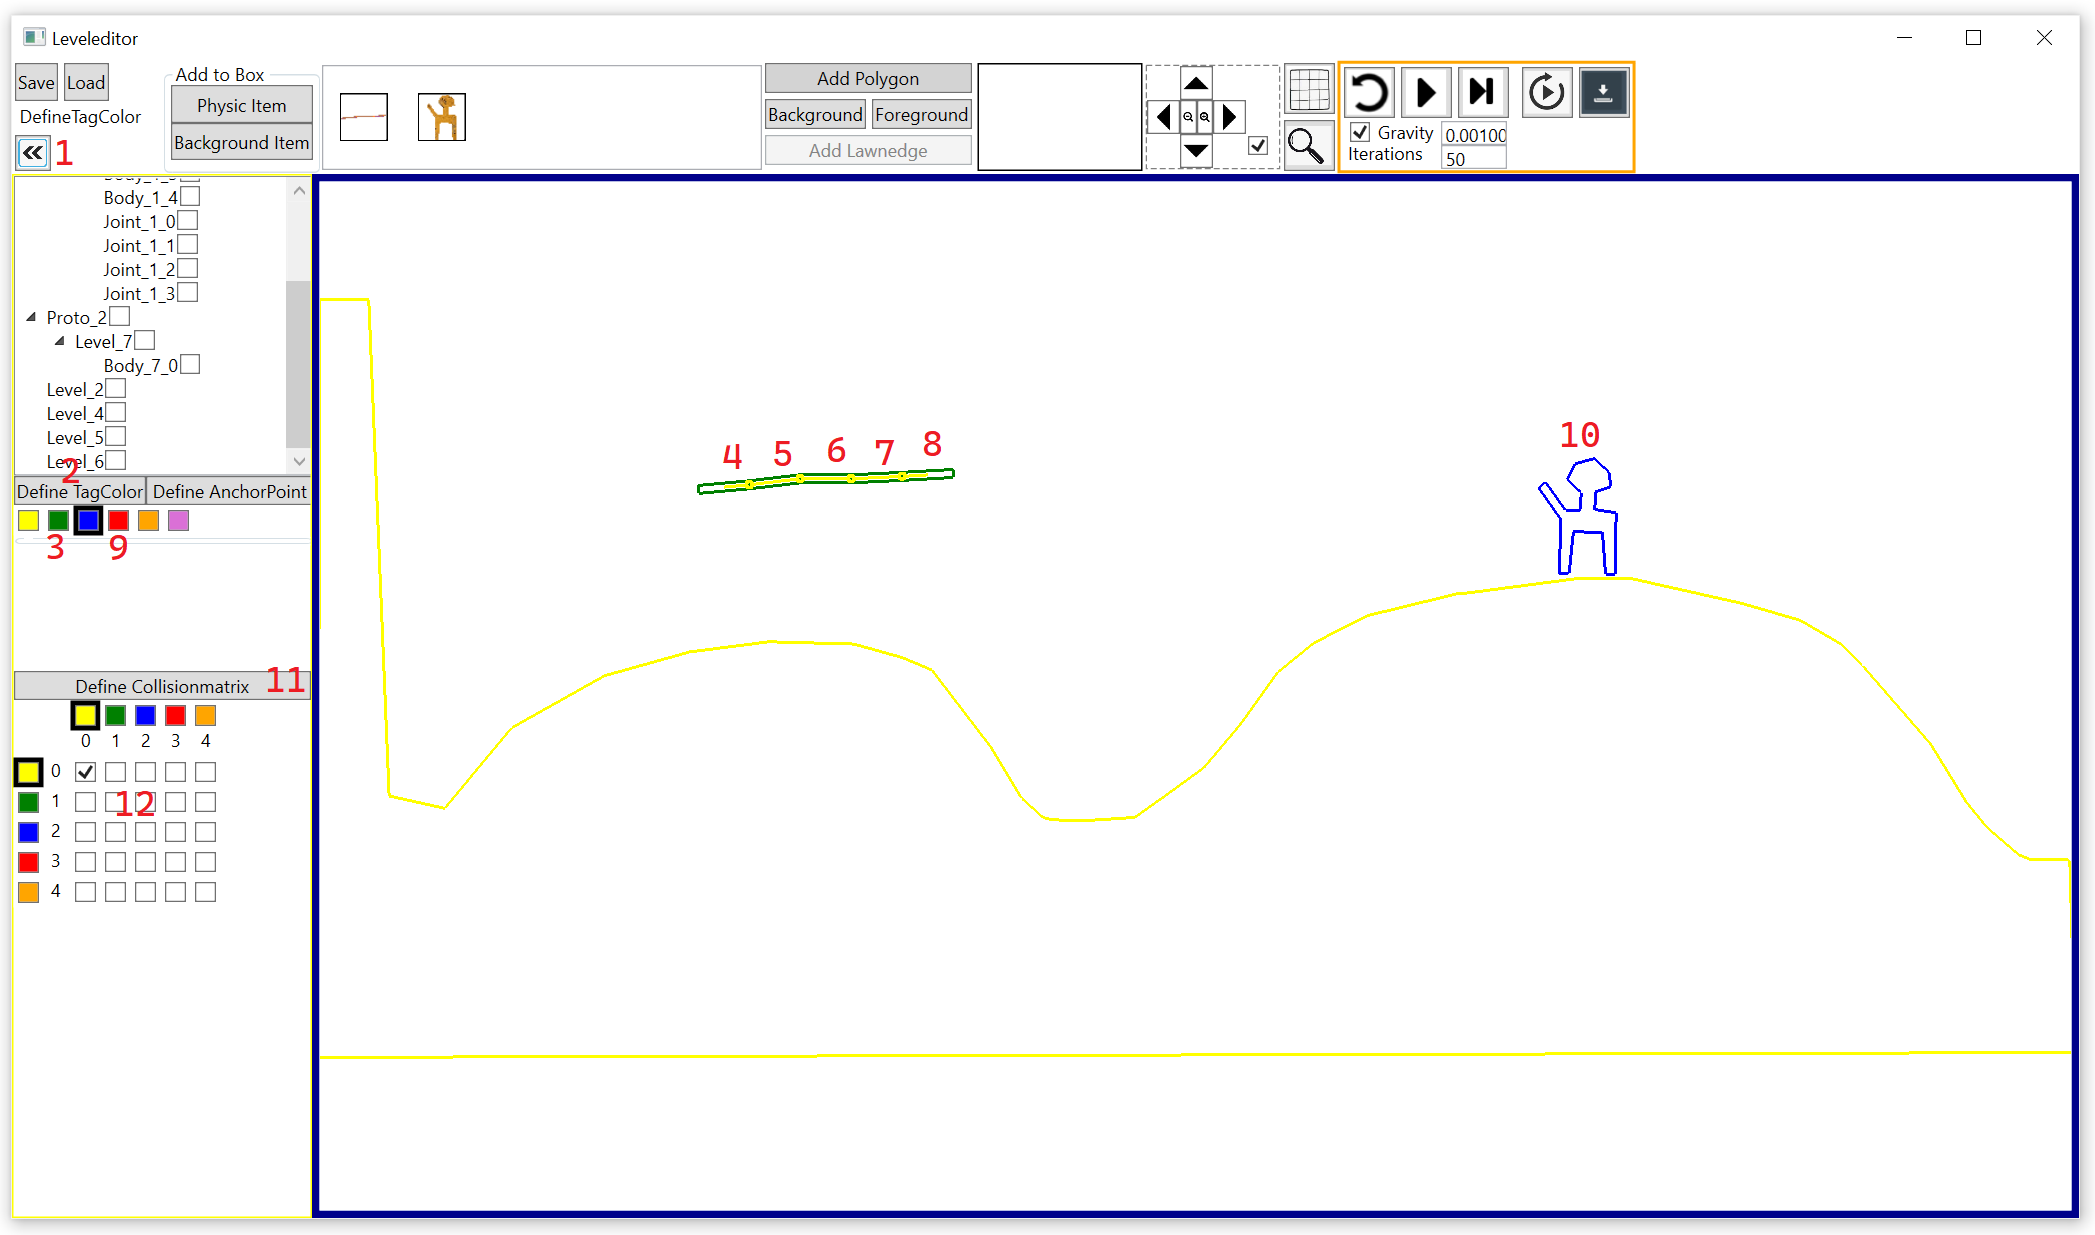 Leveleditor
Save Load
Add to Box
DefineTagColor
Physic Item
Background Item
Add Polygon
Background Foreground
Add Lawnedge
Gravity 0.00100
Iterations 50
1
Body_1_4
Joint_1_0
Joint_1_1
Joint_1_2
Joint_1_3
Proto_2
Level_7
Body_7_0
Level_2
Level_4
Level_5
Level_6
2
Define TagColor Define AnchorPoint
3 9
4 5 6 7 8
10
Define Collisionmatrix 11
0 1 2 3 4
0
1 12
2
3
4